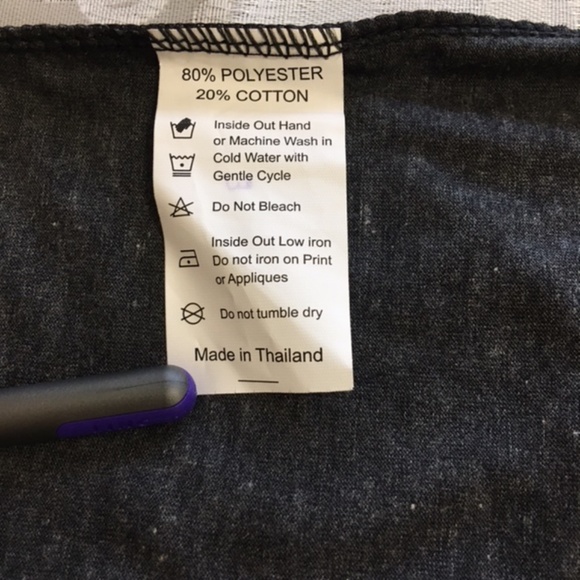 80% POLYESTER
20% COTTON
Inside Out Hand
or Machine Wash in
Cold Water with
Gentle Cycle
Do Not Bleach
Inside Out Low iron
Do not iron on Print
or Appliques
Do not tumble dry
Made in Thailand